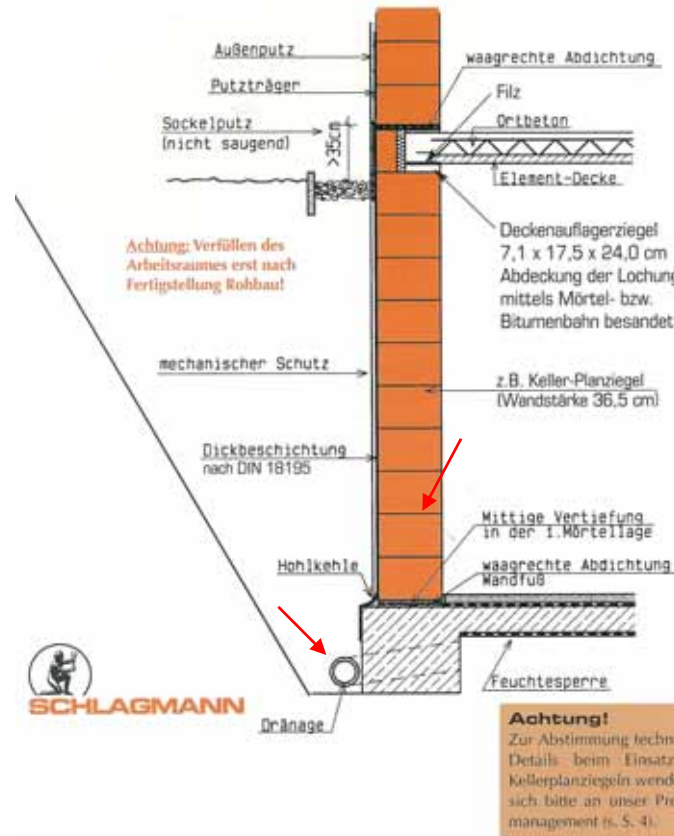 Außenputz
Putzträger
Sockelputz
(nicht saugend)
>35cm
waagrechte Abdichtung
Filz
Ortbeton
Element-Decke
Achtung: Verfüllen des
Arbeitsraumes erst nach
Fertigstellung Rohbau!
Deckenauflagerziegel
7,1 x 17,5 x 24,0 cm
Abdeckung der Lochung
mittels Mörtel- bzw.
Bitumenbahn besandet
mechanischer Schutz
z.B. Keller-Planziegel
(Wandstärke 36,5 cm)
Dickbeschichtung
nach DIN 18195
Mittige Vertiefung
in der 1.Mörtellage
Hohlkehle
waagrechte Abdichtung
Wandfuß
Feuchtesperre
SCHLAGMANN
Dränage
Achtung!
Zur Abstimmung techn
Details beim Einsatz
Kellerplanziegeln wend
sich bitte an unser Pr
management (s. S. 4).